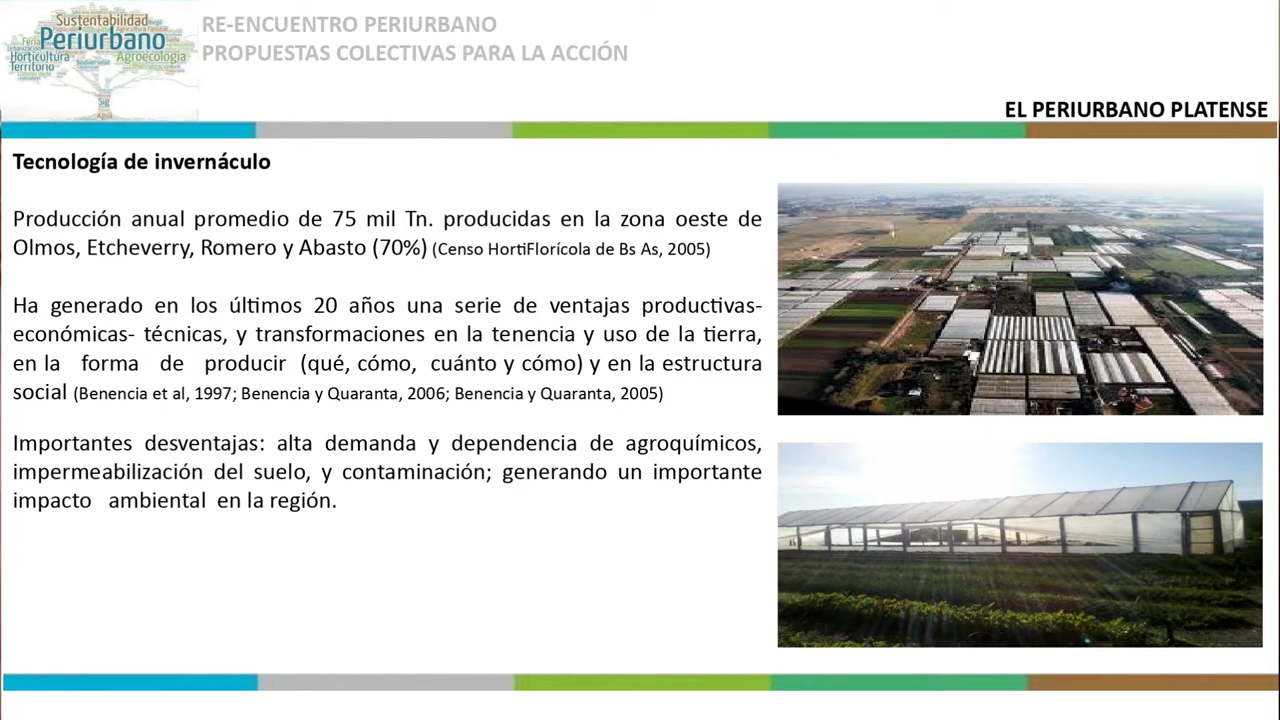 Sustentabilidad
Periurbano
Feria
Horticultura
Agroecología
Territorio
Sig
Agua
RE-ENCUENTRO PERIURBANO
PROPUESTAS COLECTIVAS PARA LA ACCIÓN
EL PERIURBANO PLATENSE
Tecnología de invernáculo
Producción anual promedio de 75 mil Tn. producidas en la zona oeste de
Olmos, Etcheverry, Romero y Abasto (70%) (Censo HortiFlorícola de Bs As, 2005)
Ha generado en los últimos 20 años una serie de ventajas productivas-
económicas- técnicas, y transformaciones en la tenencia y uso de la tierra,
en la forma de producir (qué, cómo, cuánto y cómo) y en la estructura
social (Benencia et al, 1997; Benencia y Quaranta, 2006; Benencia y Quaranta, 2005)
Importantes desventajas: alta demanda y dependencia de agroquímicos,
impermeabilización del suelo, y contaminación; generando un importante
impacto ambiental en la región.